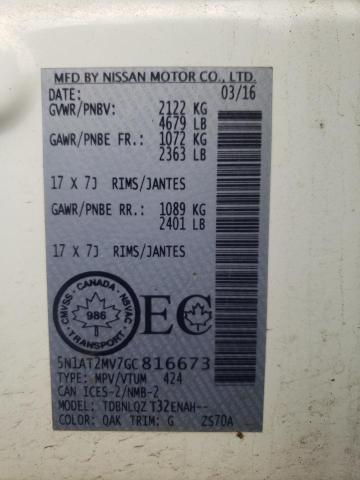 MFD BY NISSAN MOTOR CO., LTD.
DATE: 03/16
GVWR/PNBV: 2122 KG
4679 LB
GAWR/PNBE FR.: 1072 KG
2363 LB
17 X 7J RIMS/JANTES
GAWR/PNBE RR.: 1089 KG
2401 LB
17 X 7J RIMS/JANTES
CMVSS - CANADA - NSVAC
986
TRANSPORT
EC
5N1AT2MV7GC816673
TYPE: MPV/VTUM 424
CAN ICES-2/NMB-2
MODEL: TDBNLQZ T32ENAH--
COLOR: QAK TRIM: G ZS70A